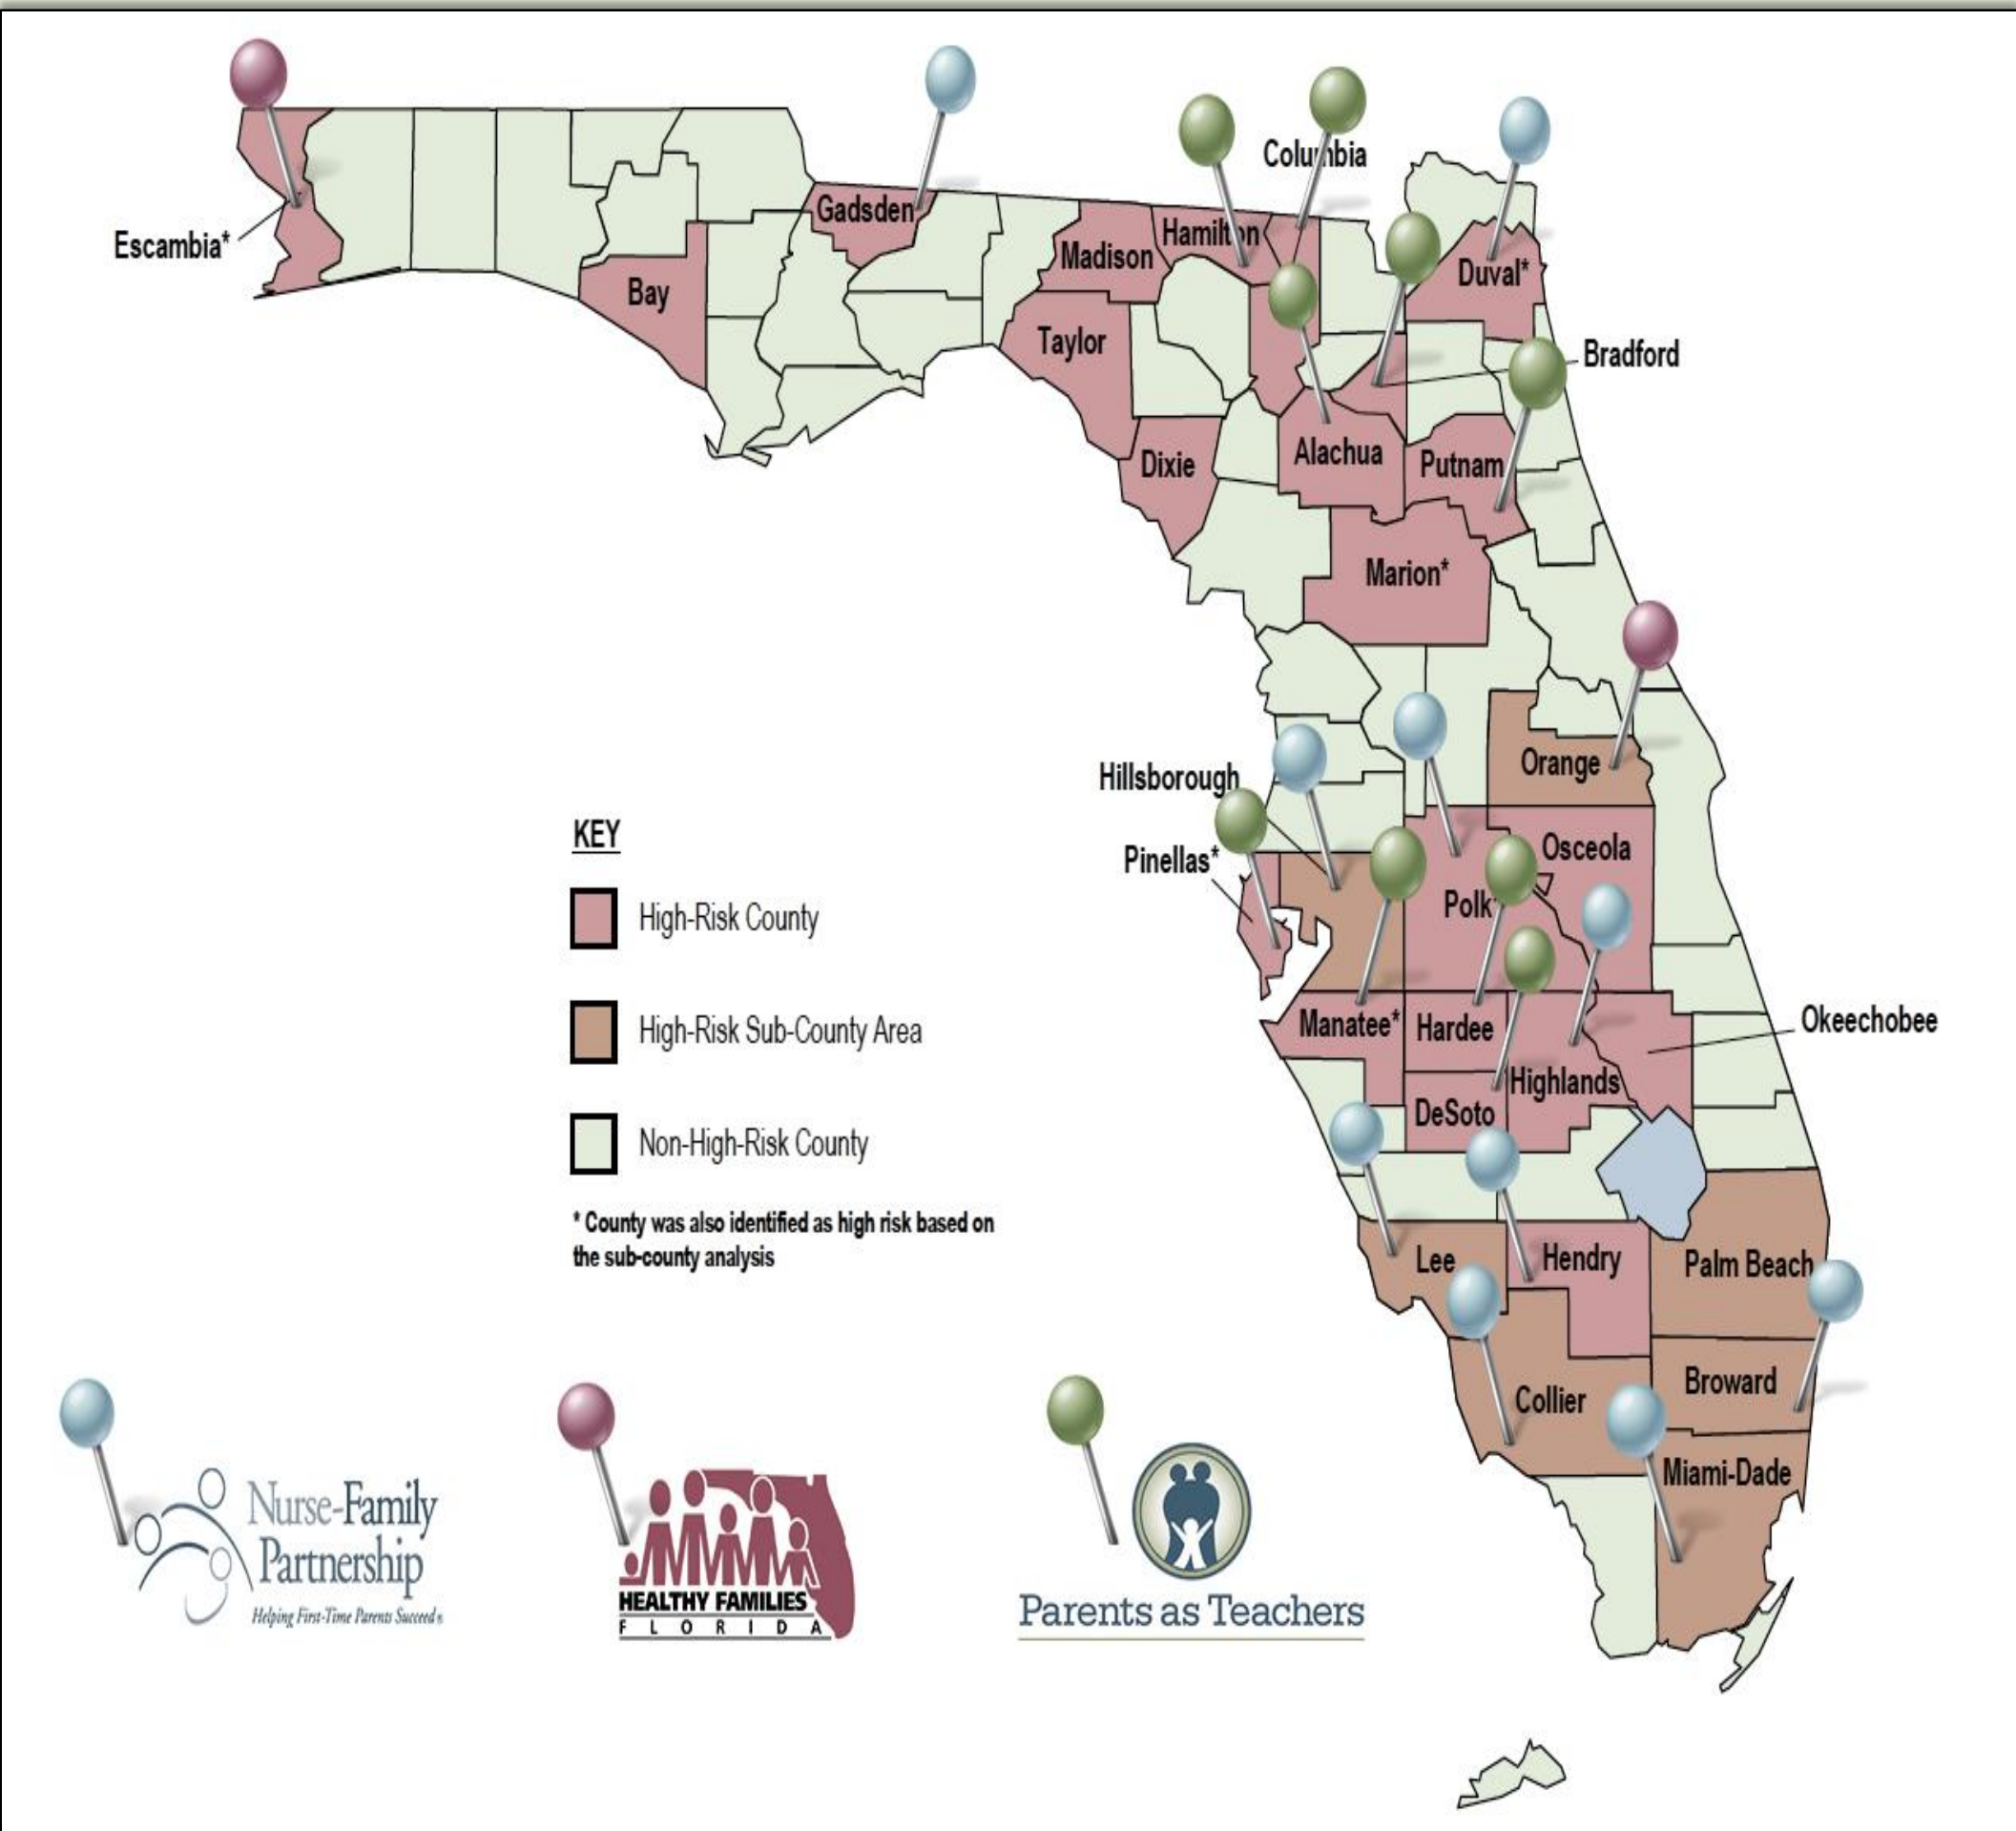 Columbia
Gadsden
Hamilton
Escambia*
Madison
Duval*
Bay
Taylor
Bradford
Dixie
Alachua
Putnam
Marion*
Orange
Hillsborough
Pinellas*
Osceola
Polk*
Manatee*
Hardee
Okeechobee
Highlands
DeSoto
Lee
Hendry
Palm Beach
Broward
Collier
Miami-Dade
KEY
High-Risk County
High-Risk Sub-County Area
Non-High-Risk County
* County was also identified as high risk based on
the sub-county analysis
Nurse-Family
Partnership
Helping First-Time Parents Succeed®
HEALTHY FAMILIES
FLORIDA
Parents as Teachers